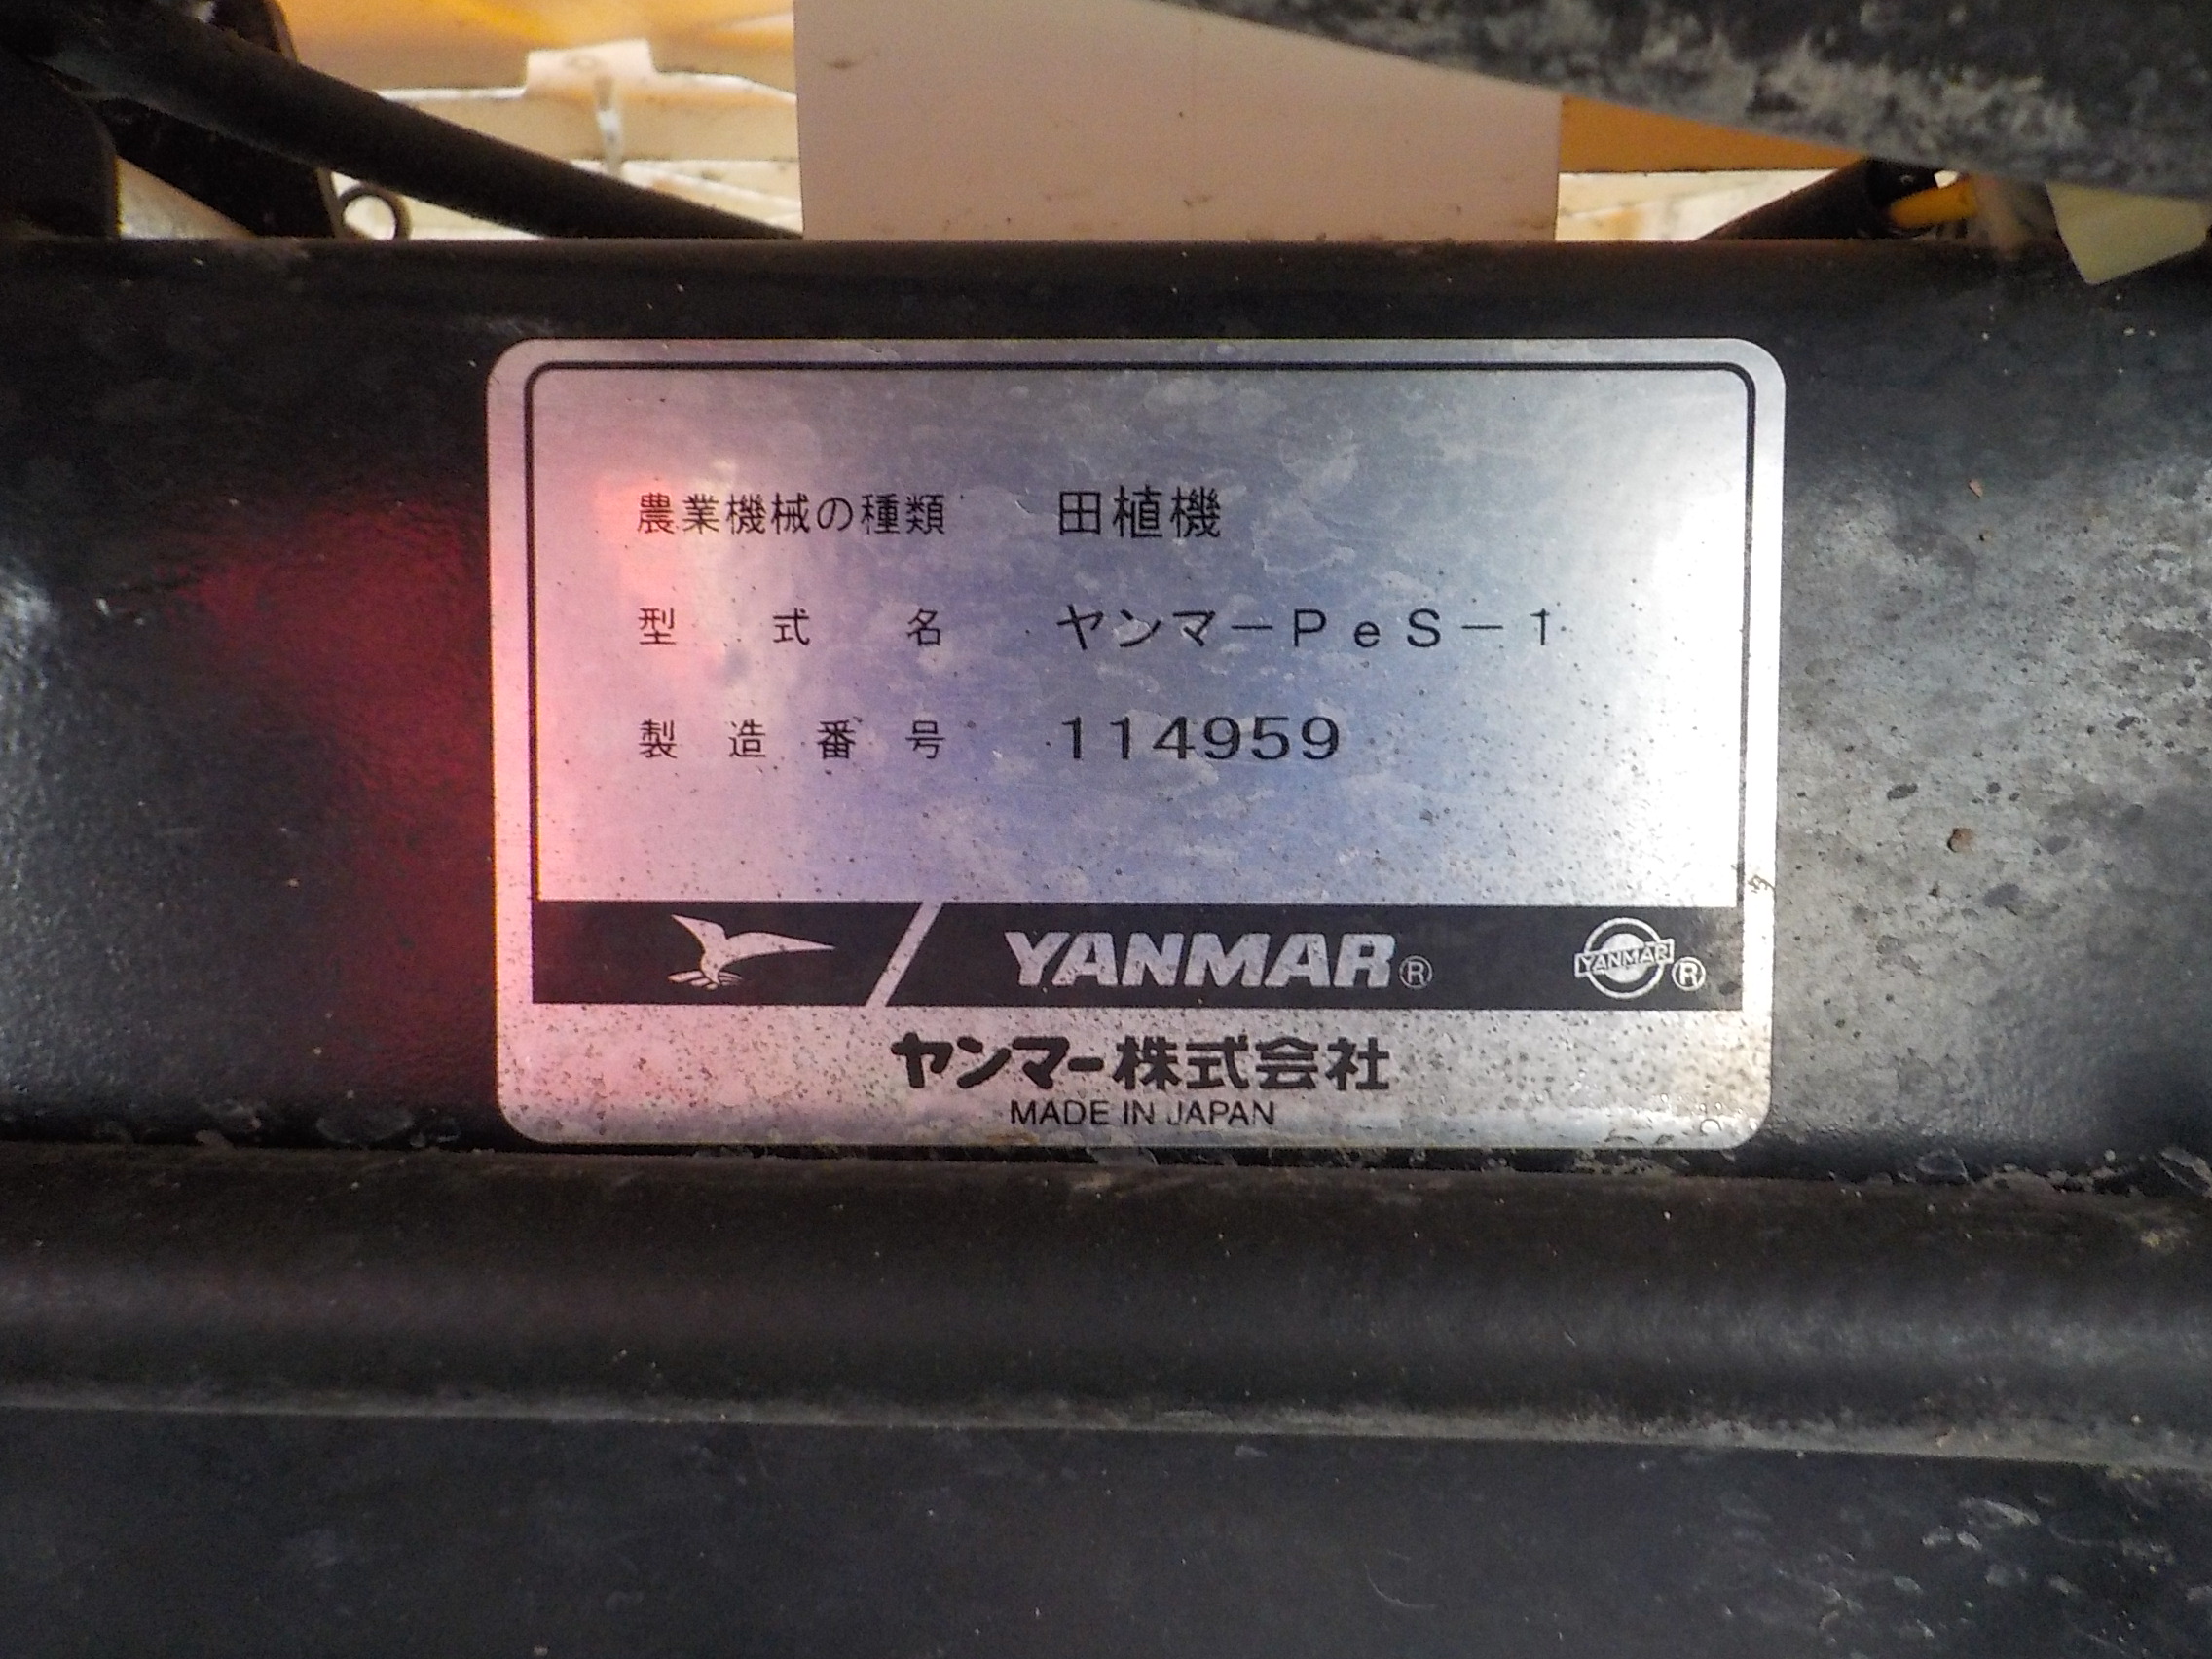 農業機械の種類 田植機
型式名 ヤンマーPeS－1
製造番号 114959
YANMAR® YANMAR®
ヤンマー株式会社
MADE IN JAPAN